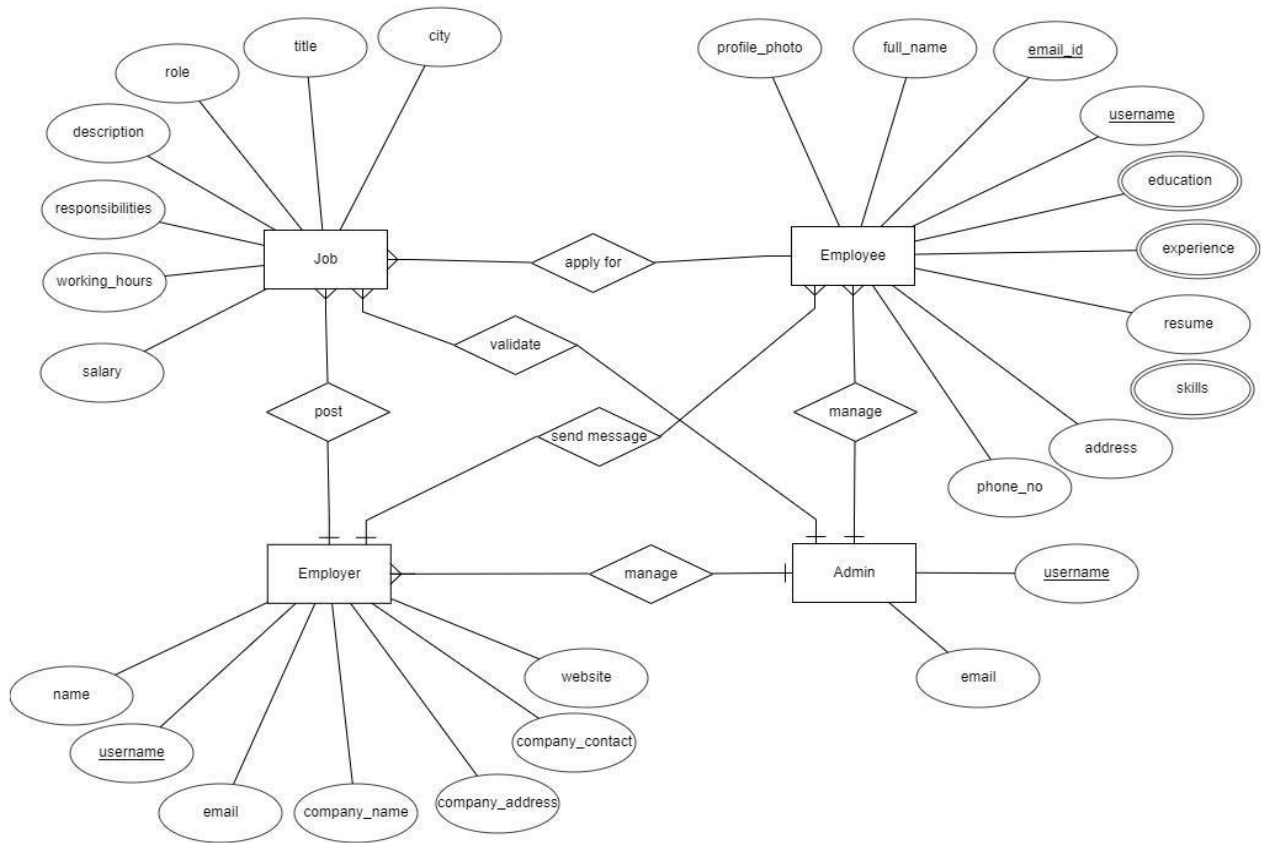 city
title
role
description
responsibilities
working_hours
salary
Job
apply for
profile_photo
full_name
email_id
username
education
experience
resume
skills
address
phone_no
Employee
validate
post
send message
manage
Employer
manage
Admin
username
email
name
username
email
company_name
company_address
company_contact
website